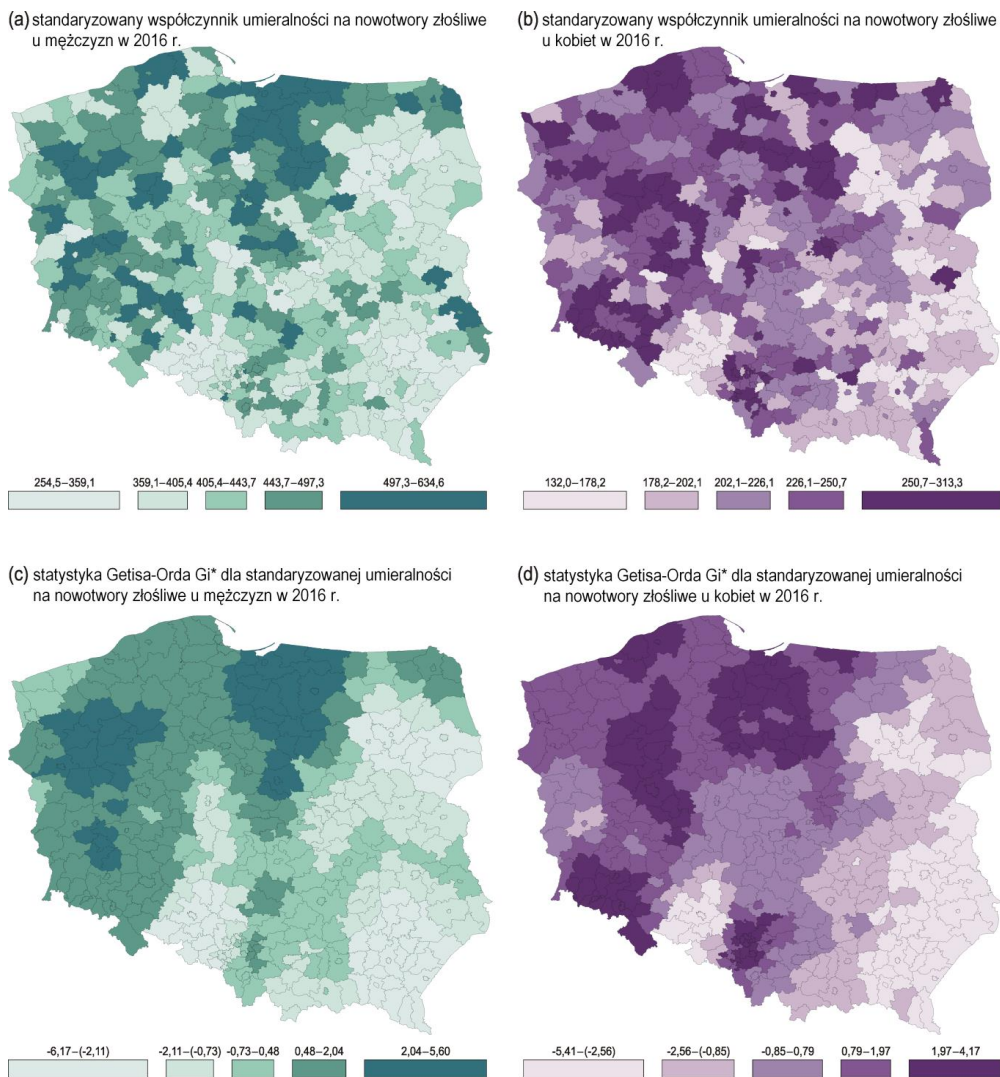 (a) standaryzowany współczynnik umieralności na nowotwory złośliwe
u mężczyzn w 2016 r.
(b) standaryzowany współczynnik umieralności na nowotwory złośliwe
u kobiet w 2016 r.
254,5–359,1 359,1–405,4 405,4–443,7 443,7–497,3 497,3–634,6
132,0–178,2 178,2–202,1 202,1–226,1 226,1–250,7 250,7–313,3
(c) statystyka Getisa-Orda Gi* dla standaryzowanej umieralności
na nowotwory złośliwe u mężczyzn w 2016 r.
(d) statystyka Getisa-Orda Gi* dla standaryzowanej umieralności
na nowotwory złośliwe u kobiet w 2016 r.
-6,17–(-2,11) -2,11–(-0,73) -0,73–0,48 0,48–2,04 2,04–5,60
-5,41–(-2,56) -2,56–(-0,85) -0,85–0,79 0,79–1,97 1,97–4,17